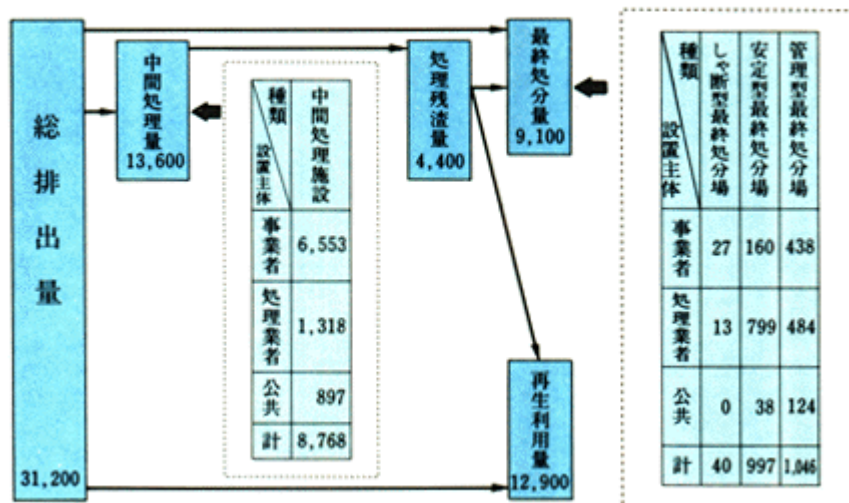 総排出量
31,200
中間処理量
13,600
種類
設置主体
中間処理施設
事業者 6,553
処理業者 1,318
公共 897
計 8,768
処理残渣量
4,400
最終処分量
9,100
再生利用量
12,900
種類
設置主体
しゃ断型最終処分場
安定型最終処分場
管理型最終処分場
事業者 27 160 438
処理業者 13 799 484
公共 0 38 124
計 40 997 1,046